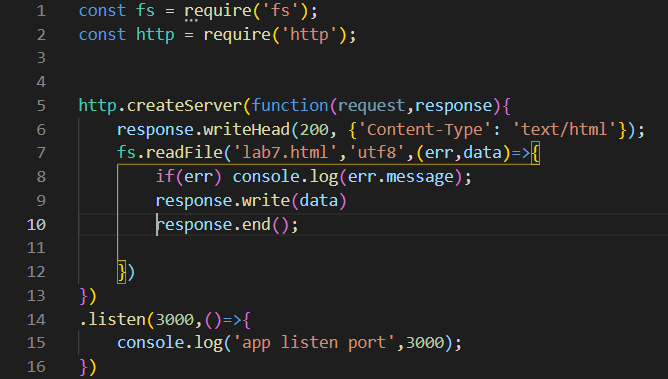 1 const fs = require('fs');
2 const http = require('http');
3
4
5 http.createServer(function(request,response){
6     response.writeHead(200, {'Content-Type': 'text/html'});
7     fs.readFile('lab7.html','utf8',(err,data)=>{
8         if(err) console.log(err.message);
9         response.write(data)
10         response.end();
11
12     })
13 })
14 .listen(3000,()=>{
15     console.log('app listen port',3000);
16 })